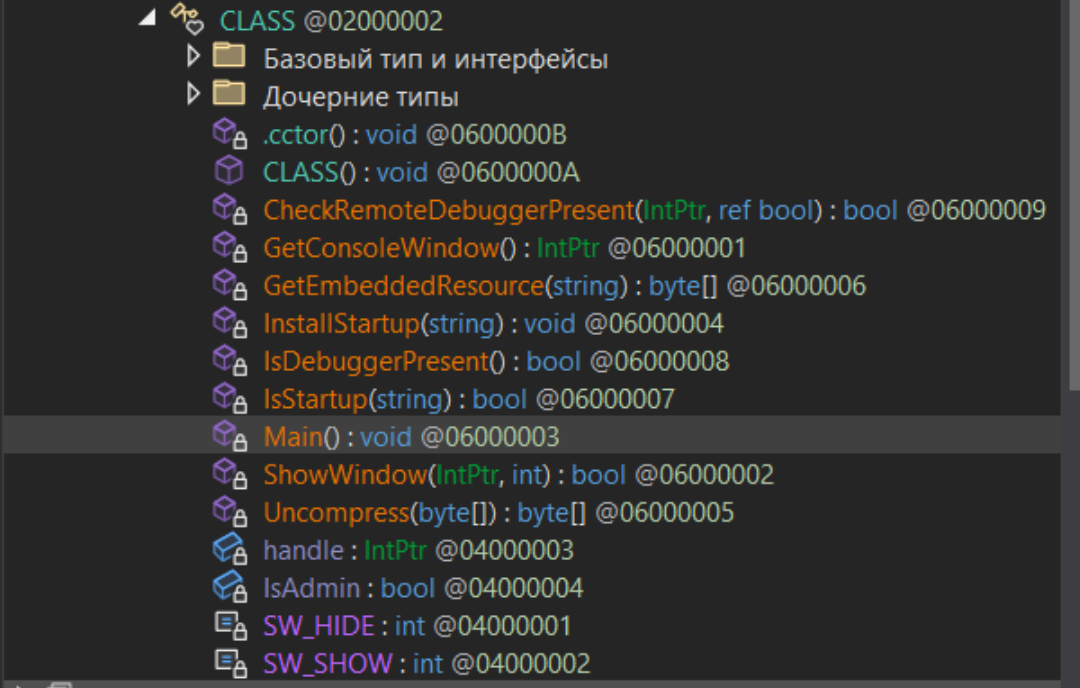 CLASS @02000002
Базовый тип и интерфейсы
Дочерние типы
.cctor() : void @0600000B
CLASS() : void @0600000A
CheckRemoteDebuggerPresent(IntPtr, ref bool) : bool @06000009
GetConsoleWindow() : IntPtr @06000001
GetEmbeddedResource(string) : byte[] @06000006
InstallStartup(string) : void @06000004
IsDebuggerPresent() : bool @06000008
IsStartup(string) : bool @06000007
Main() : void @06000003
ShowWindow(IntPtr, int) : bool @06000002
Uncompress(byte[]) : byte[] @06000005
handle : IntPtr @04000003
IsAdmin : bool @04000004
SW_HIDE : int @04000001
SW_SHOW : int @04000002